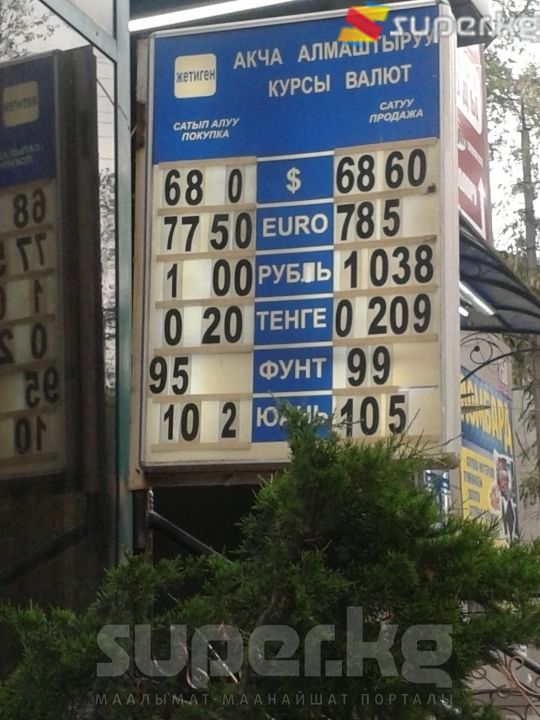 super.kg
жетиген
АКЧА АЛМАШТЫРУУ
КУРСЫ ВАЛЮТ
САТЫП АЛУУ
ПОКУПКА
САТУУ
ПРОДАЖА
68 0 $ 68 60
77 50 EURO 78 5
1 00 РУБЛЬ 1 038
0 20 ТЕНГЕ 0 209
95 ФУНТ 99
10 2 ЮАНЬ 10 5
ЛОМБАРД
super.kg
МААЛЫМАТ-МААНАЙШАТ ПОРТАЛЫ